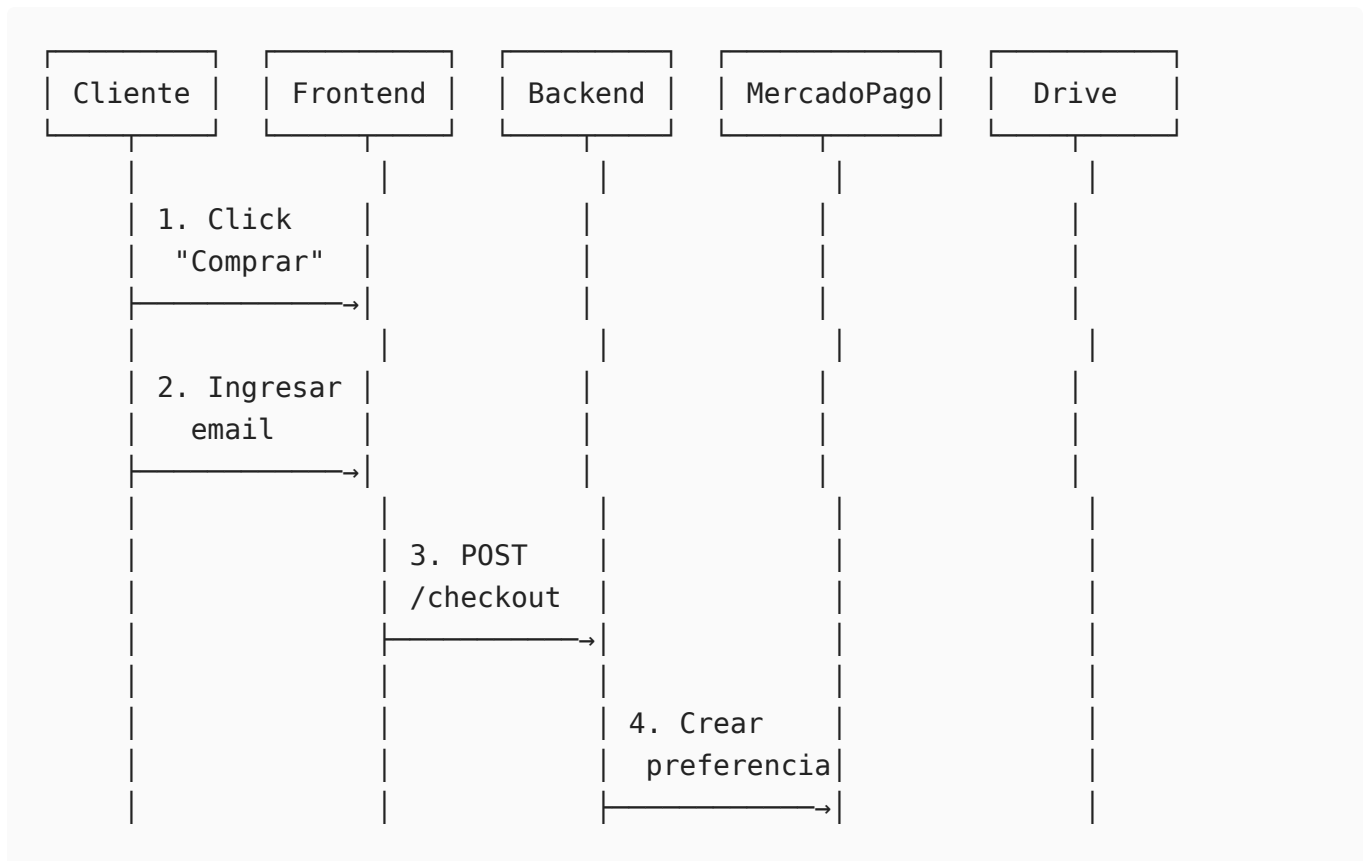 Cliente Frontend Backend MercadoPago Drive
1. Click
"Comprar"
2. Ingresar
email
3. POST
/checkout
4. Crear
preferencia